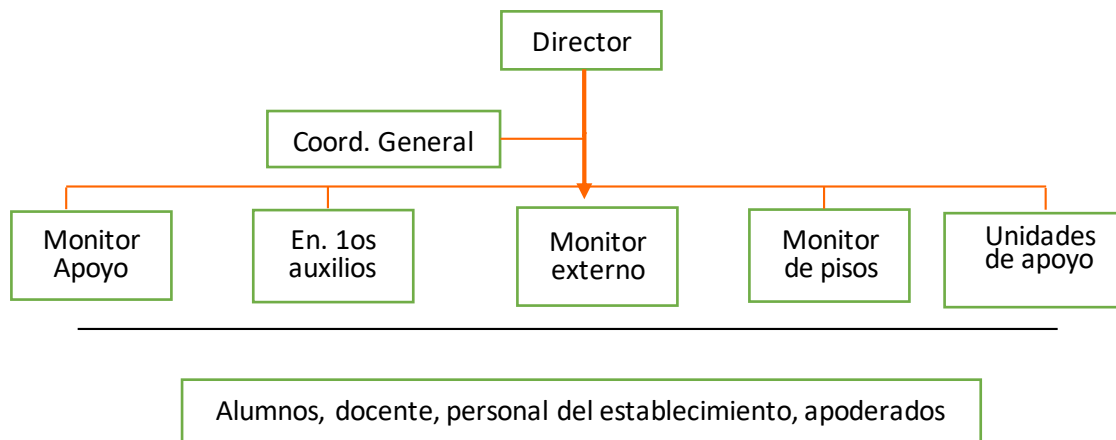 Director
Coord. General
Monitor
Apoyo
En. 1os
auxilios
Monitor
externo
Monitor
de pisos
Unidades
de apoyo
Alumnos, docente, personal del establecimiento, apoderados